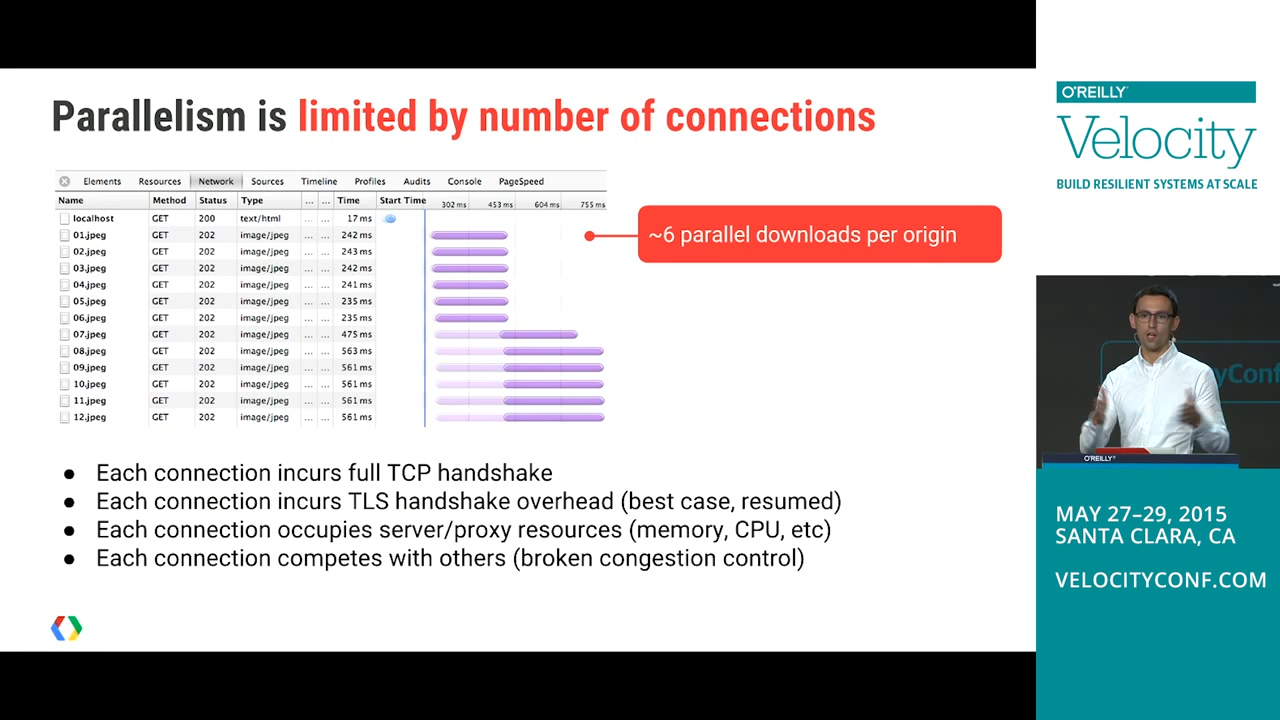 Parallelism is limited by number of connections
Elements Resources Network Sources Timeline Profiles Audits Console PageSpeed
Name Method Status Type ... ... Time Start Time 302 ms 453 ms 604 ms 755 ms
localhost GET 200 text/html ... ... 17 ms
01.jpeg GET 202 image/jpeg ... ... 242 ms
02.jpeg GET 202 image/jpeg ... ... 243 ms
03.jpeg GET 202 image/jpeg ... ... 242 ms
04.jpeg GET 202 image/jpeg ... ... 241 ms
05.jpeg GET 202 image/jpeg ... ... 235 ms
06.jpeg GET 202 image/jpeg ... ... 235 ms
07.jpeg GET 202 image/jpeg ... ... 475 ms
08.jpeg GET 202 image/jpeg ... ... 563 ms
09.jpeg GET 202 image/jpeg ... ... 561 ms
10.jpeg GET 202 image/jpeg ... ... 561 ms
11.jpeg GET 202 image/jpeg ... ... 561 ms
12.jpeg GET 202 image/jpeg ... ... 561 ms
~6 parallel downloads per origin
● Each connection incurs full TCP handshake
● Each connection incurs TLS handshake overhead (best case, resumed)
● Each connection occupies server/proxy resources (memory, CPU, etc)
● Each connection competes with others (broken congestion control)
O'REILLY®
Velocity
BUILD RESILIENT SYSTEMS AT SCALE
yConf
O'REILLY®
MAY 27–29, 2015
SANTA CLARA, CA
VELOCITYCONF.COM